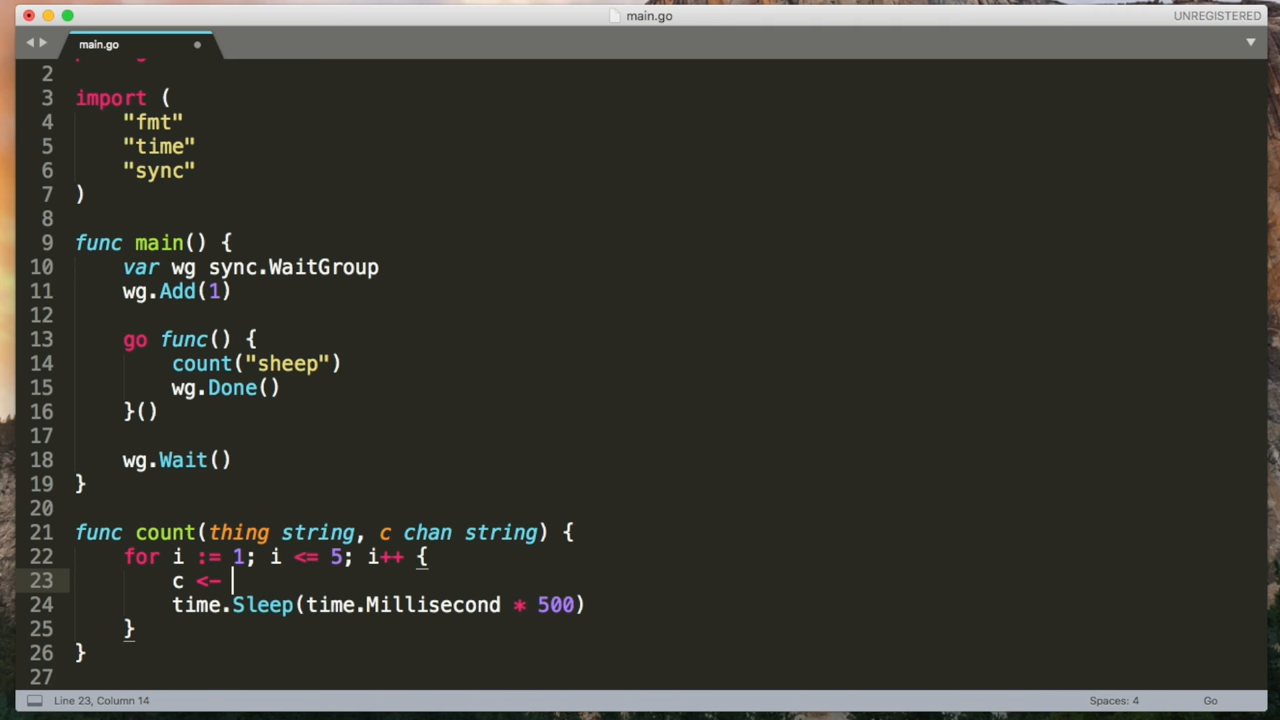 main.go
UNREGISTERED
main.go
2
3 import (
4     "fmt"
5     "time"
6     "sync"
7 )
8
9 func main() {
10     var wg sync.WaitGroup
11     wg.Add(1)
12
13     go func() {
14         count("sheep")
15         wg.Done()
16     }()
17
18     wg.Wait()
19 }
20
21 func count(thing string, c chan string) {
22     for i := 1; i <= 5; i++ {
23         c <-
24         time.Sleep(time.Millisecond * 500)
25     }
26 }
27
Line 23, Column 14
Spaces: 4
Go